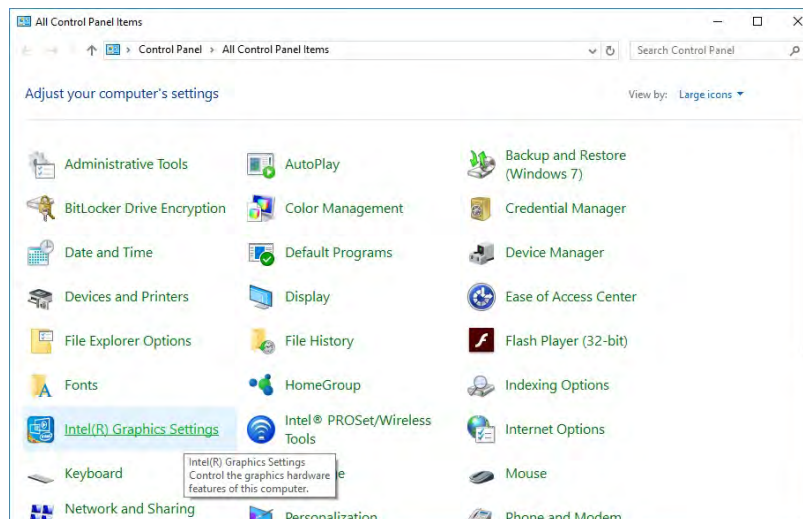 All Control Panel Items
Control Panel > All Control Panel Items
Search Control Panel
Adjust your computer's settings
View by: Large icons
Administrative Tools
AutoPlay
Backup and Restore
(Windows 7)
BitLocker Drive Encryption
Color Management
Credential Manager
Date and Time
Default Programs
Device Manager
Devices and Printers
Display
Ease of Access Center
File Explorer Options
File History
Flash Player (32-bit)
Fonts
HomeGroup
Indexing Options
Intel(R) Graphics Settings
Intel® PROSet/Wireless
Tools
Internet Options
Keyboard
Intel(R) Graphics Settings
Control the graphics hardware
features of this computer.
Mouse
Network and Sharing
Personalization
Phone and Modem